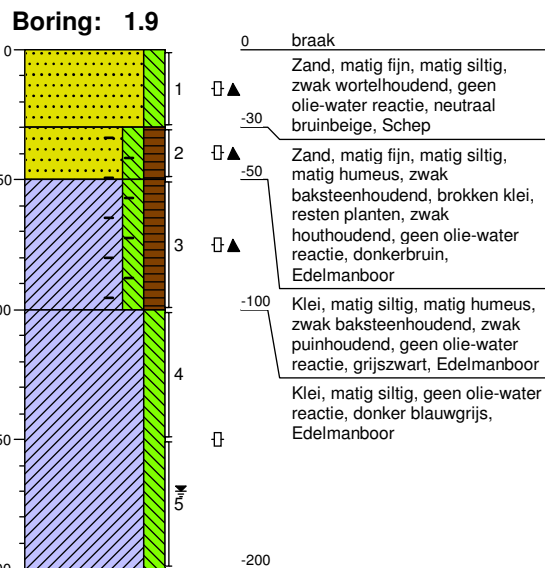 Boring: 1.9
0
50
00
50
00
1
2
3
4
5
0 braak
Zand, matig fijn, matig siltig,
zwak wortelhoudend, geen
olie-water reactie, neutraal
bruinbeige, Schep
-30
Zand, matig fijn, matig siltig,
matig humeus, zwak
baksteenhoudend, brokken klei,
resten planten, zwak
houthoudend, geen olie-water
reactie, donkerbruin,
Edelmanboor
-50
Klei, matig siltig, matig humeus,
zwak baksteenhoudend, zwak
puinhoudend, geen olie-water
reactie, grijszwart, Edelmanboor
-100
Klei, matig siltig, geen olie-water
reactie, donker blauwgrijs,
Edelmanboor
-200